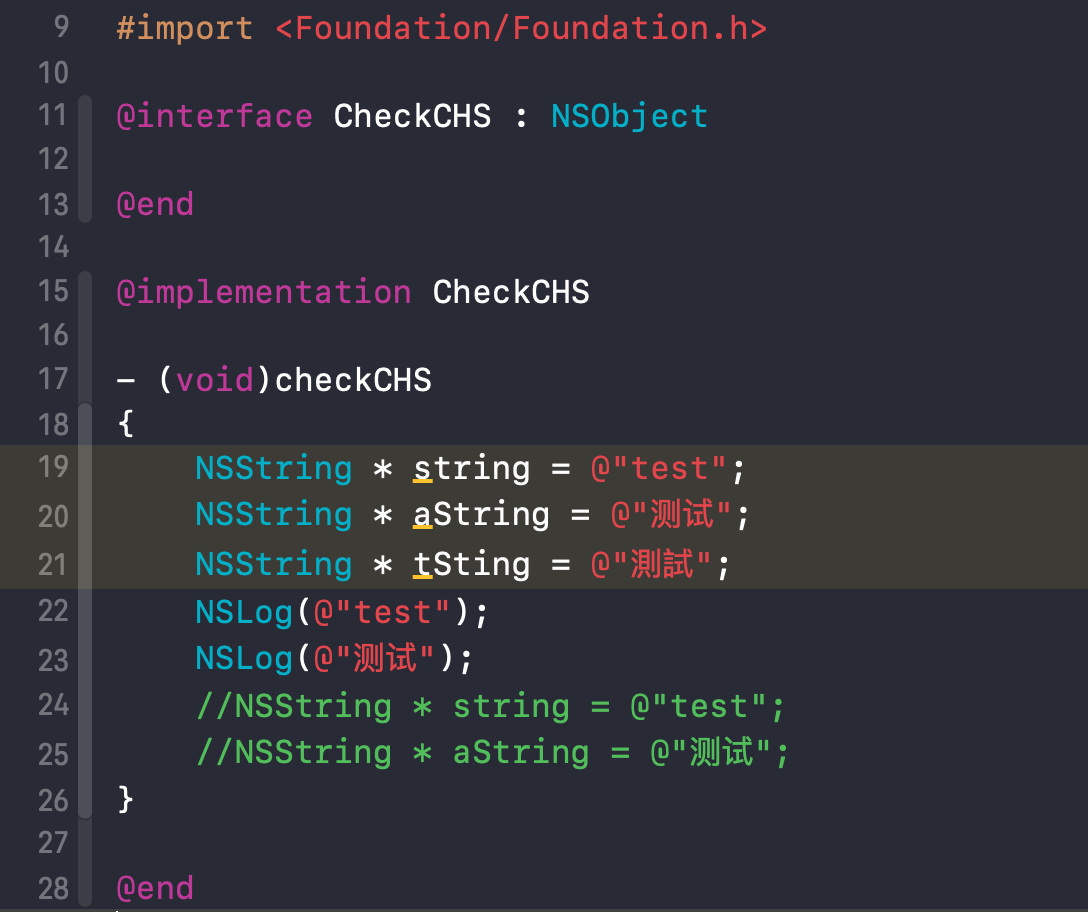 9 #import <Foundation/Foundation.h>
10
11 @interface CheckCHS : NSObject
12
13 @end
14
15 @implementation CheckCHS
16
17 – (void)checkCHS
18 {
19 NSString * string = @"test";
20 NSString * aString = @"测试";
21 NSString * tSting = @"測試";
22 NSLog(@"test");
23 NSLog(@"测试");
24 //NSString * string = @"test";
25 //NSString * aString = @"测试";
26 }
27
28 @end